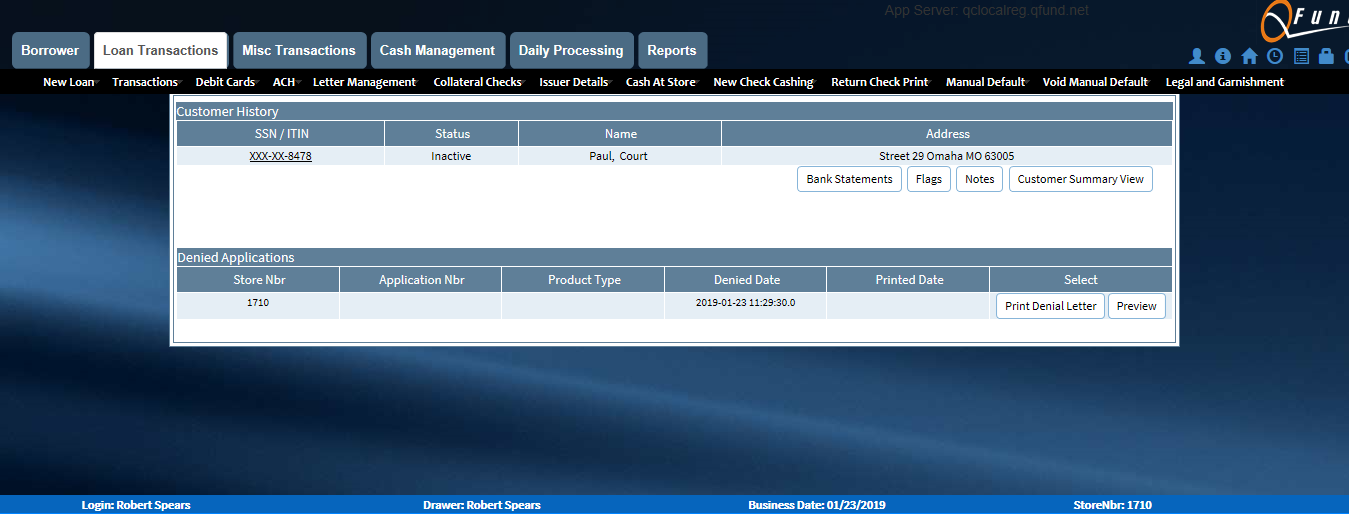 App Server: qclocalreg.qfund.net
QFun
Borrower Loan Transactions Misc Transactions Cash Management Daily Processing Reports
New Loan Transactions Debit Cards ACH Letter Management Collateral Checks Issuer Details Cash At Store New Check Cashing Return Check Print Manual Default Void Manual Default Legal and Garnishment
Customer History
SSN / ITIN Status Name Address
XXX-XX-8478 Inactive Paul, Court Street 29 Omaha MO 63005
Bank Statements Flags Notes Customer Summary View
Denied Applications
Store Nbr Application Nbr Product Type Denied Date Printed Date Select
1710 2019-01-23 11:29:30.0 Print Denial Letter Preview
Login: Robert Spears Drawer: Robert Spears Business Date: 01/23/2019 StoreNbr: 1710